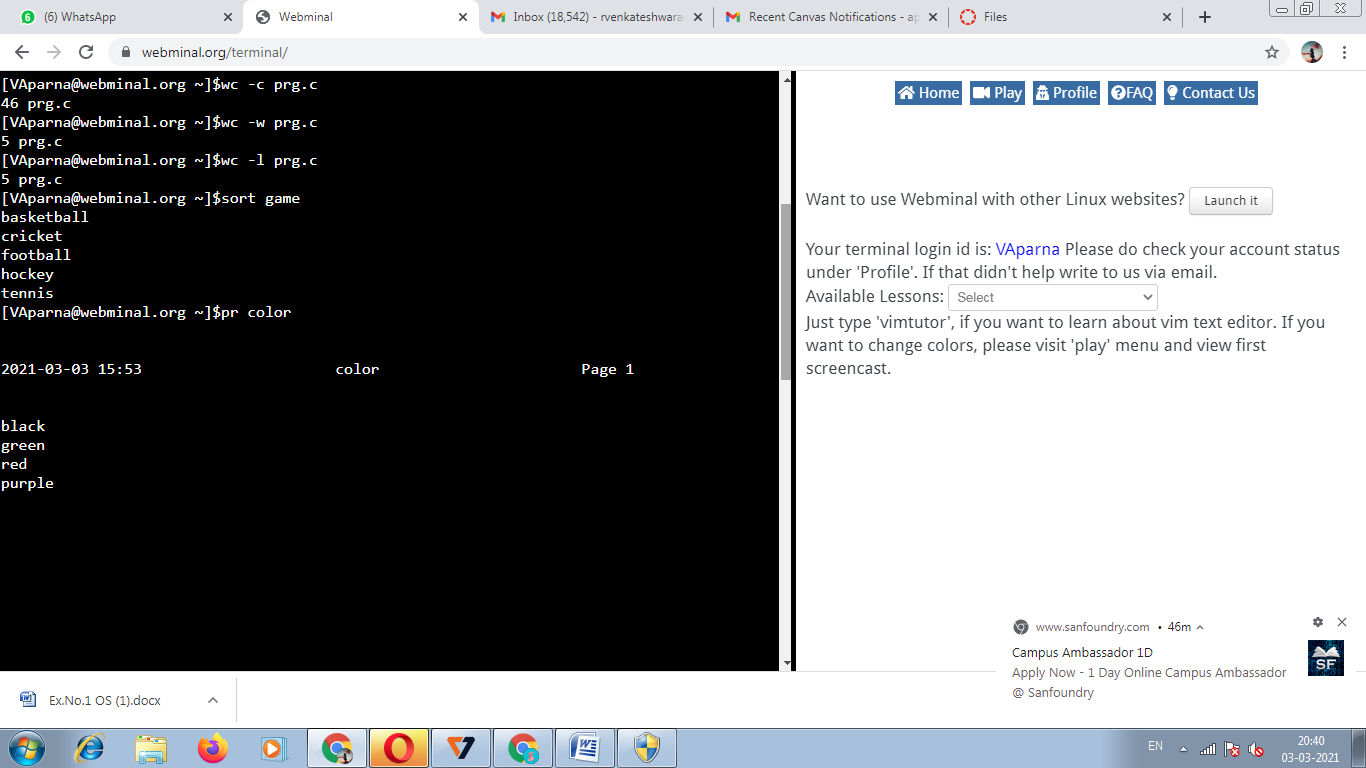 (6) WhatsApp
Webminal
Inbox (18,542) - rvenkateshwara
Recent Canvas Notifications - ap
Files
webminal.org/terminal/
[VAparna@webminal.org ~]$wc -c prg.c
46 prg.c
[VAparna@webminal.org ~]$wc -w prg.c
5 prg.c
[VAparna@webminal.org ~]$wc -l prg.c
5 prg.c
[VAparna@webminal.org ~]$sort game
basketball
cricket
football
hockey
tennis
[VAparna@webminal.org ~]$pr color
2021-03-03 15:53 color Page 1
black
green
red
purple
Home Play Profile FAQ Contact Us
Want to use Webminal with other Linux websites? Launch it
Your terminal login id is: VAparna Please do check your account status
under 'Profile'. If that didn't help write to us via email.
Available Lessons: Select
Just type 'vimtutor', if you want to learn about vim text editor. If you
want to change colors, please visit 'play' menu and view first
screencast.
www.sanfoundry.com • 46m
Campus Ambassador 1D
Apply Now - 1 Day Online Campus Ambassador
@ Sanfoundry
SF
Ex.No.1 OS (1).docx
EN
20:40
03-03-2021